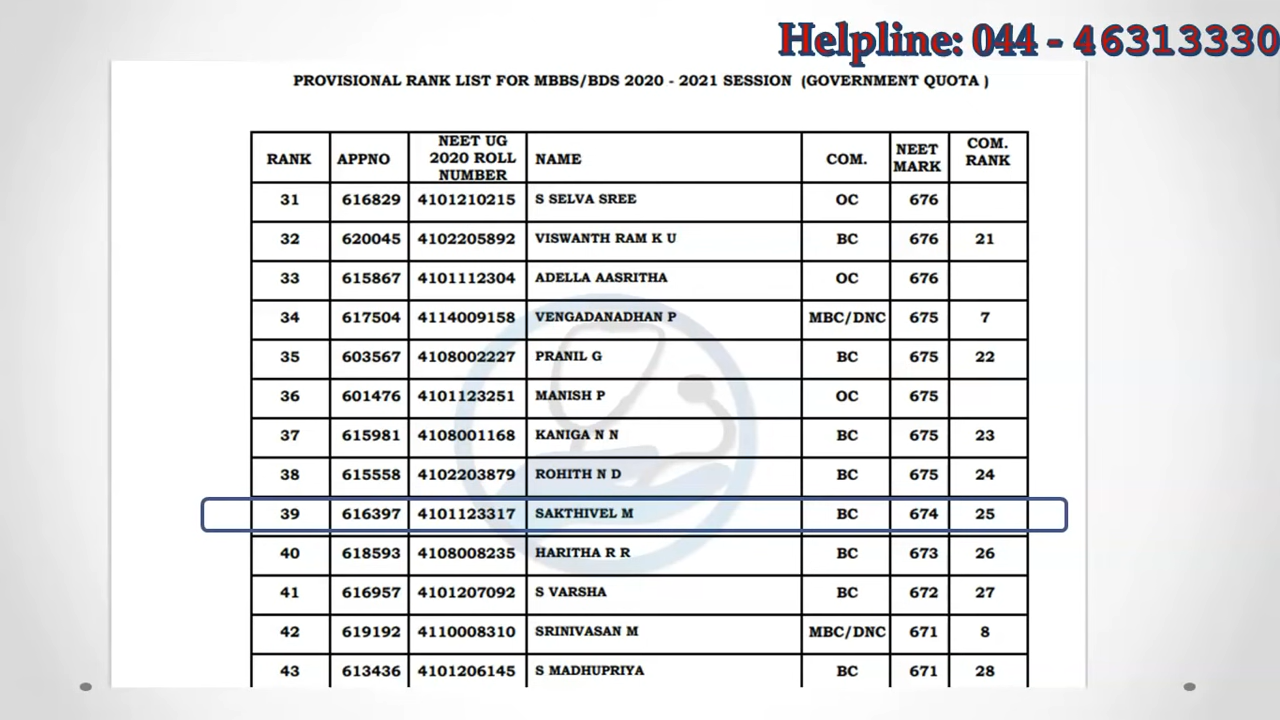 Helpline: 044 - 46313330
PROVISIONAL RANK LIST FOR MBBS/BDS 2020 - 2021 SESSION (GOVERNMENT QUOTA )
RANK APPNO NEET UG 2020 ROLL NUMBER NAME COM. NEET MARK COM. RANK
31 616829 4101210215 S SELVA SREE OC 676
32 620045 4102205892 VISWANTH RAM K U BC 676 21
33 615867 4101112304 ADELLA AASRITHA OC 676
34 617504 4114009158 VENGADANADHAN P MBC/DNC 675 7
35 603567 4108002227 PRANIL G BC 675 22
36 601476 4101123251 MANISH P OC 675
37 615981 4108001168 KANIGA N N BC 675 23
38 615558 4102203879 ROHITH N D BC 675 24
39 616397 4101123317 SAKTHIVEL M BC 674 25
40 618593 4108008235 HARITHA R R BC 673 26
41 616957 4101207092 S VARSHA BC 672 27
42 619192 4110008310 SRINIVASAN M MBC/DNC 671 8
43 613436 4101206145 S MADHUPRIYA BC 671 28